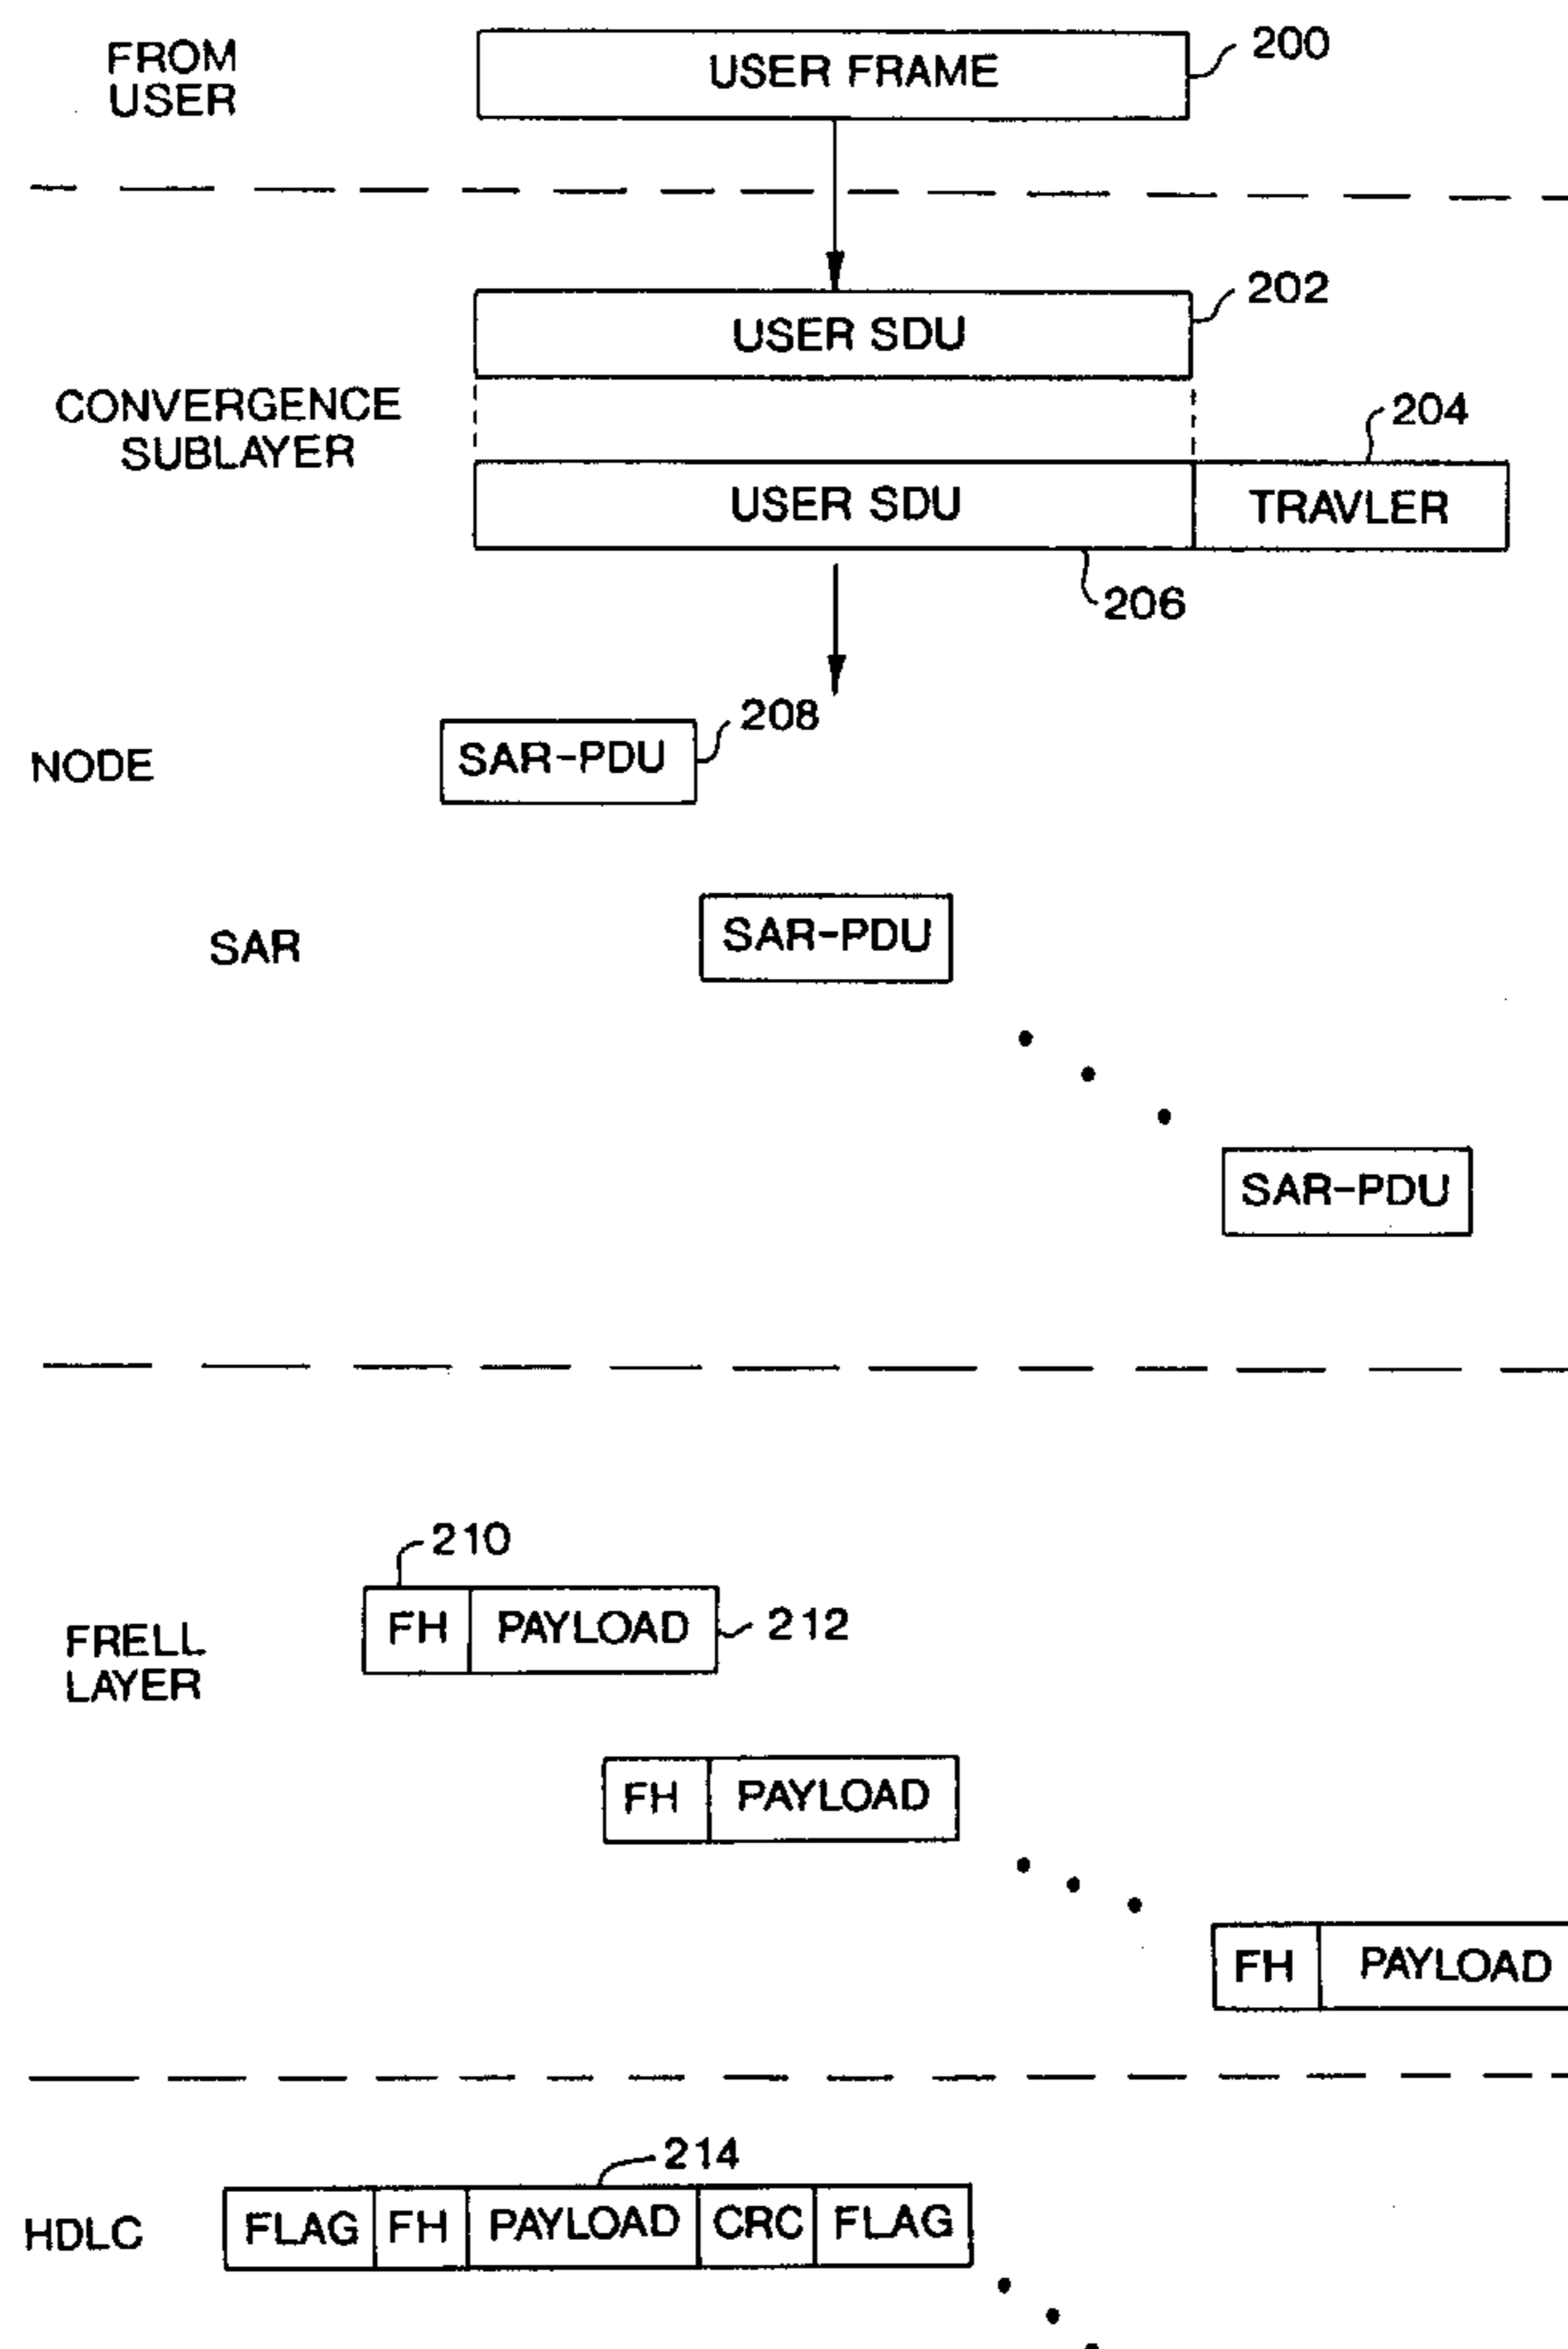 FROM
USER
USER FRAME
200
USER SDU
202
CONVERGENCE
SUBLAYER
204
USER SDU
TRAVLER
206
NODE
SAR-PDU
208
SAR
SAR-PDU
SAR-PDU
210
FRELL
LAYER
FH
PAYLOAD
212
FH
PAYLOAD
FH
PAYLOAD
214
HDLC
FLAG
FH
PAYLOAD
CRC
FLAG